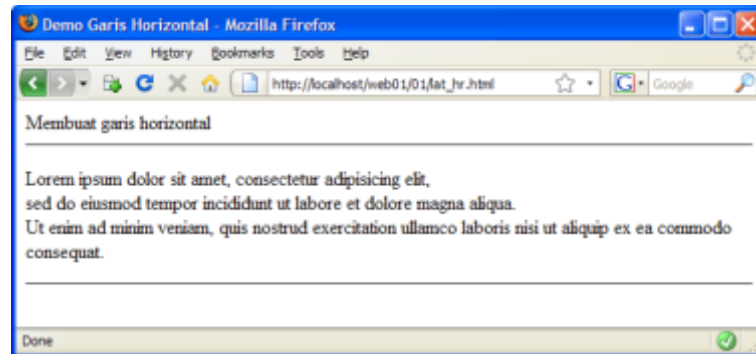 Demo Garis Horizontal - Mozilla Firefox
File Edit View History Bookmarks Tools Help
http://localhost/web01/01/lat_hr.html G Google
Membuat garis horizontal
Lorem ipsum dolor sit amet, consectetur adipisicing elit,
sed do eiusmod tempor incididunt ut labore et dolore magna aliqua.
Ut enim ad minim veniam, quis nostrud exercitation ullamco laboris nisi ut aliquip ex ea commodo
consequat.
Done